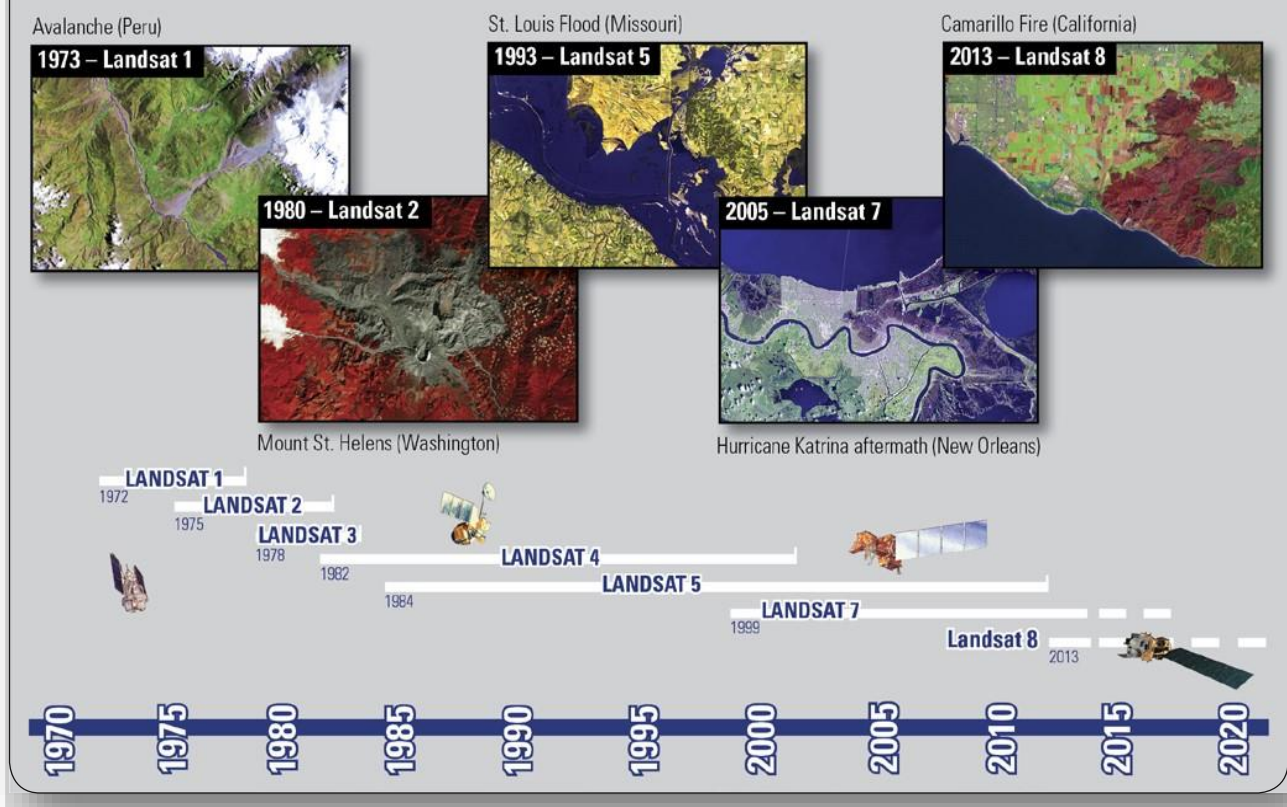 Avalanche (Peru)
1973 – Landsat 1
St. Louis Flood (Missouri)
1993 – Landsat 5
Camarillo Fire (California)
2013 – Landsat 8
1980 – Landsat 2
2005 – Landsat 7
Mount St. Helens (Washington)
Hurricane Katrina aftermath (New Orleans)
LANDSAT 1
1972
LANDSAT 2
1975
LANDSAT 3
1978
LANDSAT 4
1982
LANDSAT 5
1984
LANDSAT 7
1999
Landsat 8
2013
1970
1975
1980
1985
1990
1995
2000
2005
2010
2015
2020